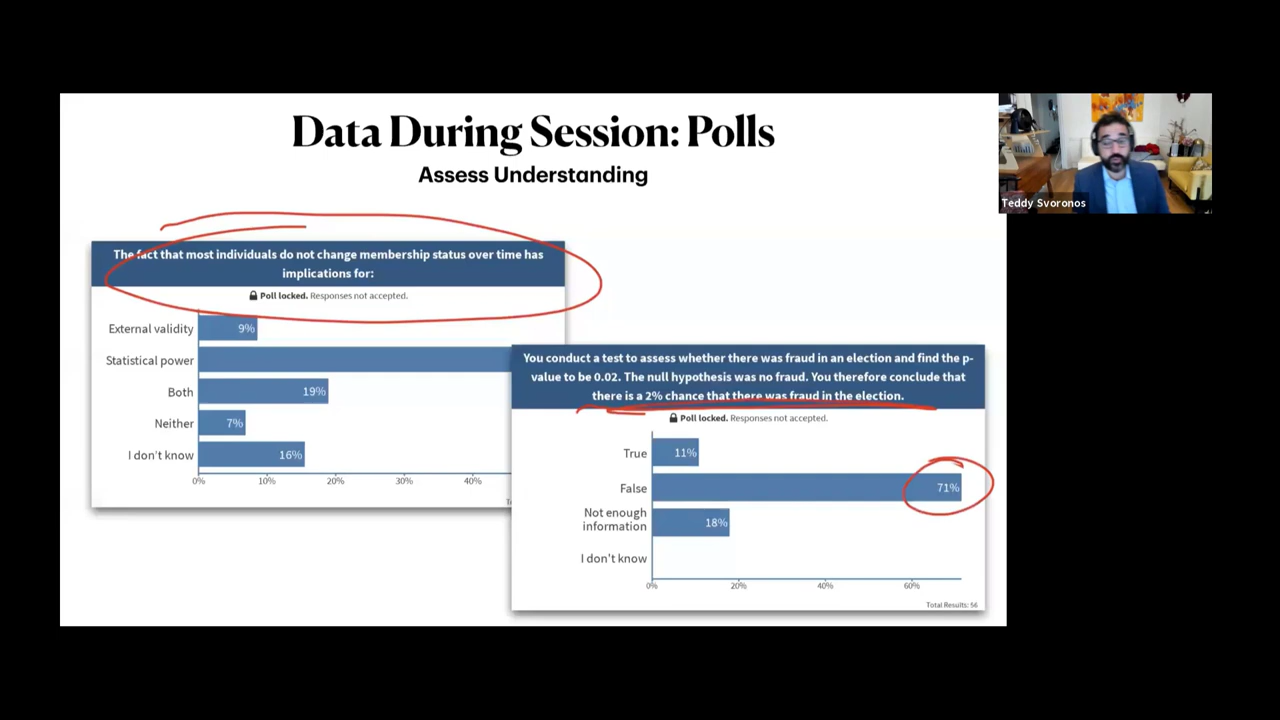 Data During Session: Polls
Assess Understanding
Teddy Svoronos
The fact that most individuals do not change membership status over time has
implications for:
Poll locked. Responses not accepted.
External validity
9%
Statistical power
Both
19%
Neither
7%
I don't know
16%
0% 10% 20% 30% 40%
You conduct a test to assess whether there was fraud in an election and find the p-
value to be 0.02. The null hypothesis was no fraud. You therefore conclude that
there is a 2% chance that there was fraud in the election.
Poll locked. Responses not accepted.
True
11%
False
71%
Not enough
information
18%
I don't know
0% 20% 40% 60%
Total Results: 56